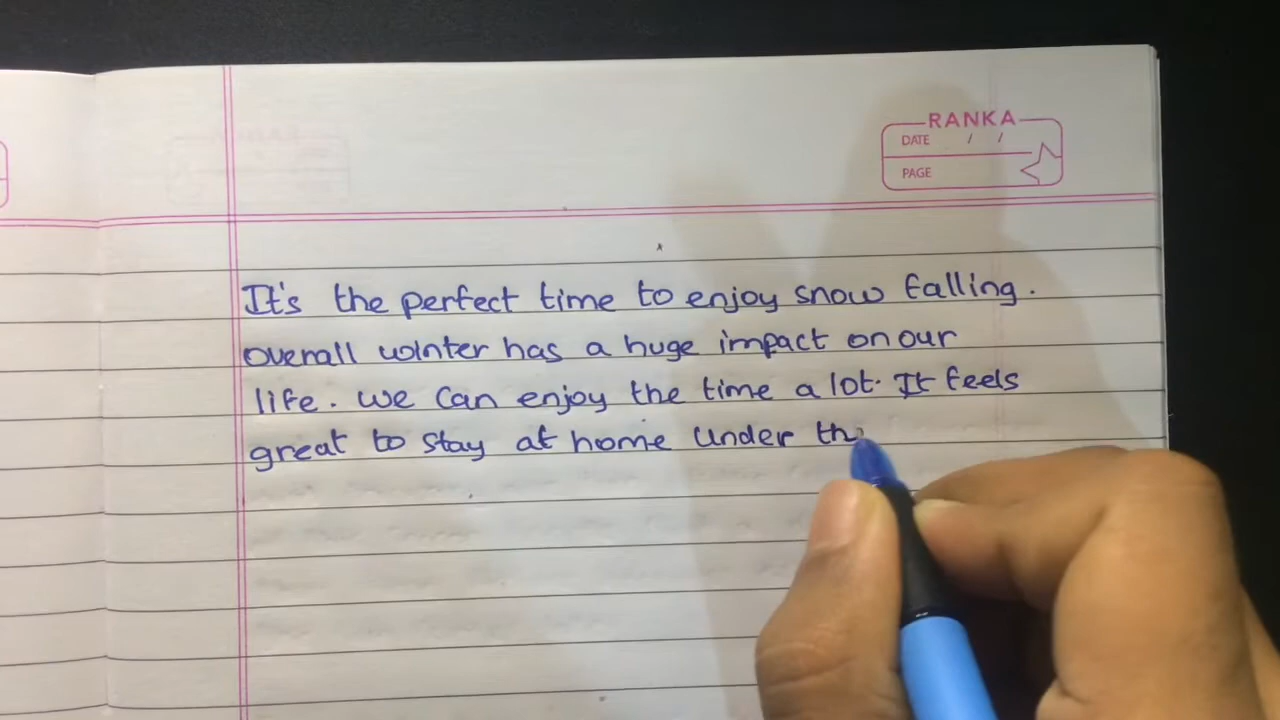 RANKA
DATE / /
PAGE
It's the perfect time to enjoy snow falling.
overall winter has a huge impact on our
life. We can enjoy the time a lot. It feels
great to stay at home under th